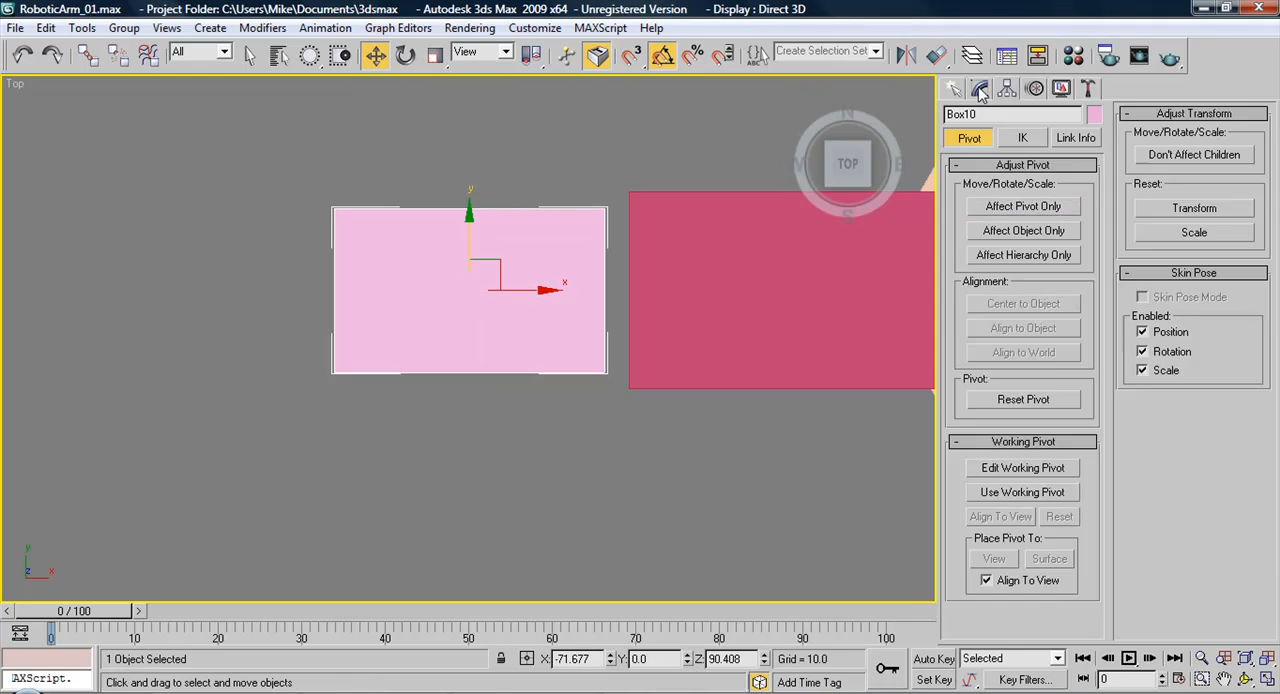 RoboticArm_01.max - Project Folder: C:\Users\Mike\Documents\3dsmax - Autodesk 3ds Max 2009 x64 - Unregistered Version - Display : Direct 3D
File Edit Tools Group Views Create Modifiers Animation Graph Editors Rendering Customize MAXScript Help
All View Create Selection Set
3 % ABC
Top
N
TOP
S
y
x
Box10
Pivot IK Link Info
- Adjust Pivot
Move/Rotate/Scale:
Affect Pivot Only
Affect Object Only
Affect Hierarchy Only
Alignment:
Center to Object
Align to Object
Align to World
Pivot:
Reset Pivot
- Working Pivot
Edit Working Pivot
Use Working Pivot
Align To View Reset
Place Pivot To:
View Surface
Align To View
- Adjust Transform
Move/Rotate/Scale:
Don't Affect Children
Reset:
Transform
Scale
- Skin Pose
Skin Pose Mode
Enabled:
Position
Rotation
Scale
y
z x
< 0 / 100 >
0 10 20 30 40 50 60 70 80 90 100
1 Object Selected X: -71.677 Y: 0.0 Z: 90.408 Grid = 10.0 Auto Key Selected
AXScript. Click and drag to select and move objects Add Time Tag Set Key Key Filters... 0